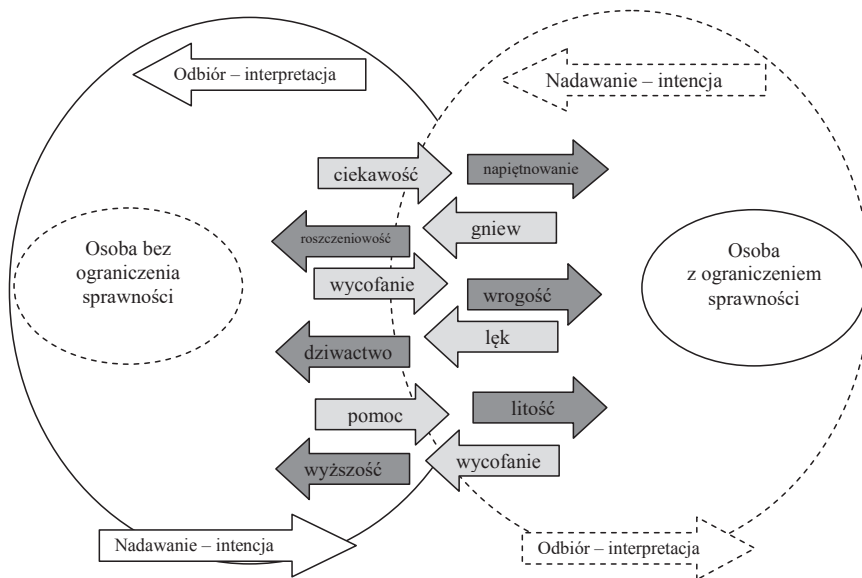 Odbiór – interpretacja
Nadawanie – intencja
ciekawość
napiętnowanie
gniew
roszczeniowość
Osoba bez
ograniczenia
sprawności
Osoba
z ograniczeniem
sprawności
wycofanie
wrogość
lęk
dziwactwo
pomoc
litość
wycofanie
wyższość
Nadawanie – intencja
Odbiór – interpretacja